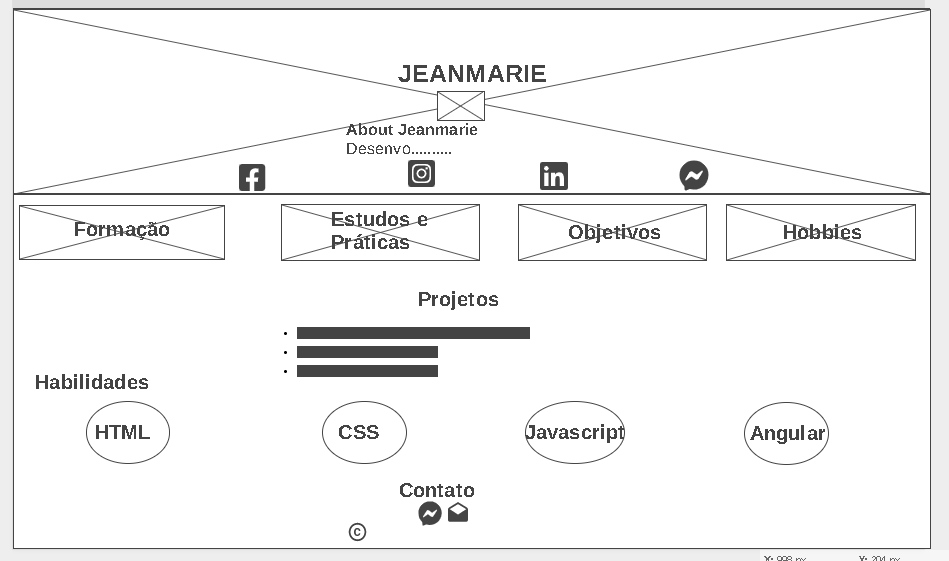 JEANMARIE
About Jeanmarie
Desenvo..........
Formação
Estudos e
Práticas
Objetivos
Hobbies
Projetos
Habilidades
HTML
CSS
Javascript
Angular
Contato
©